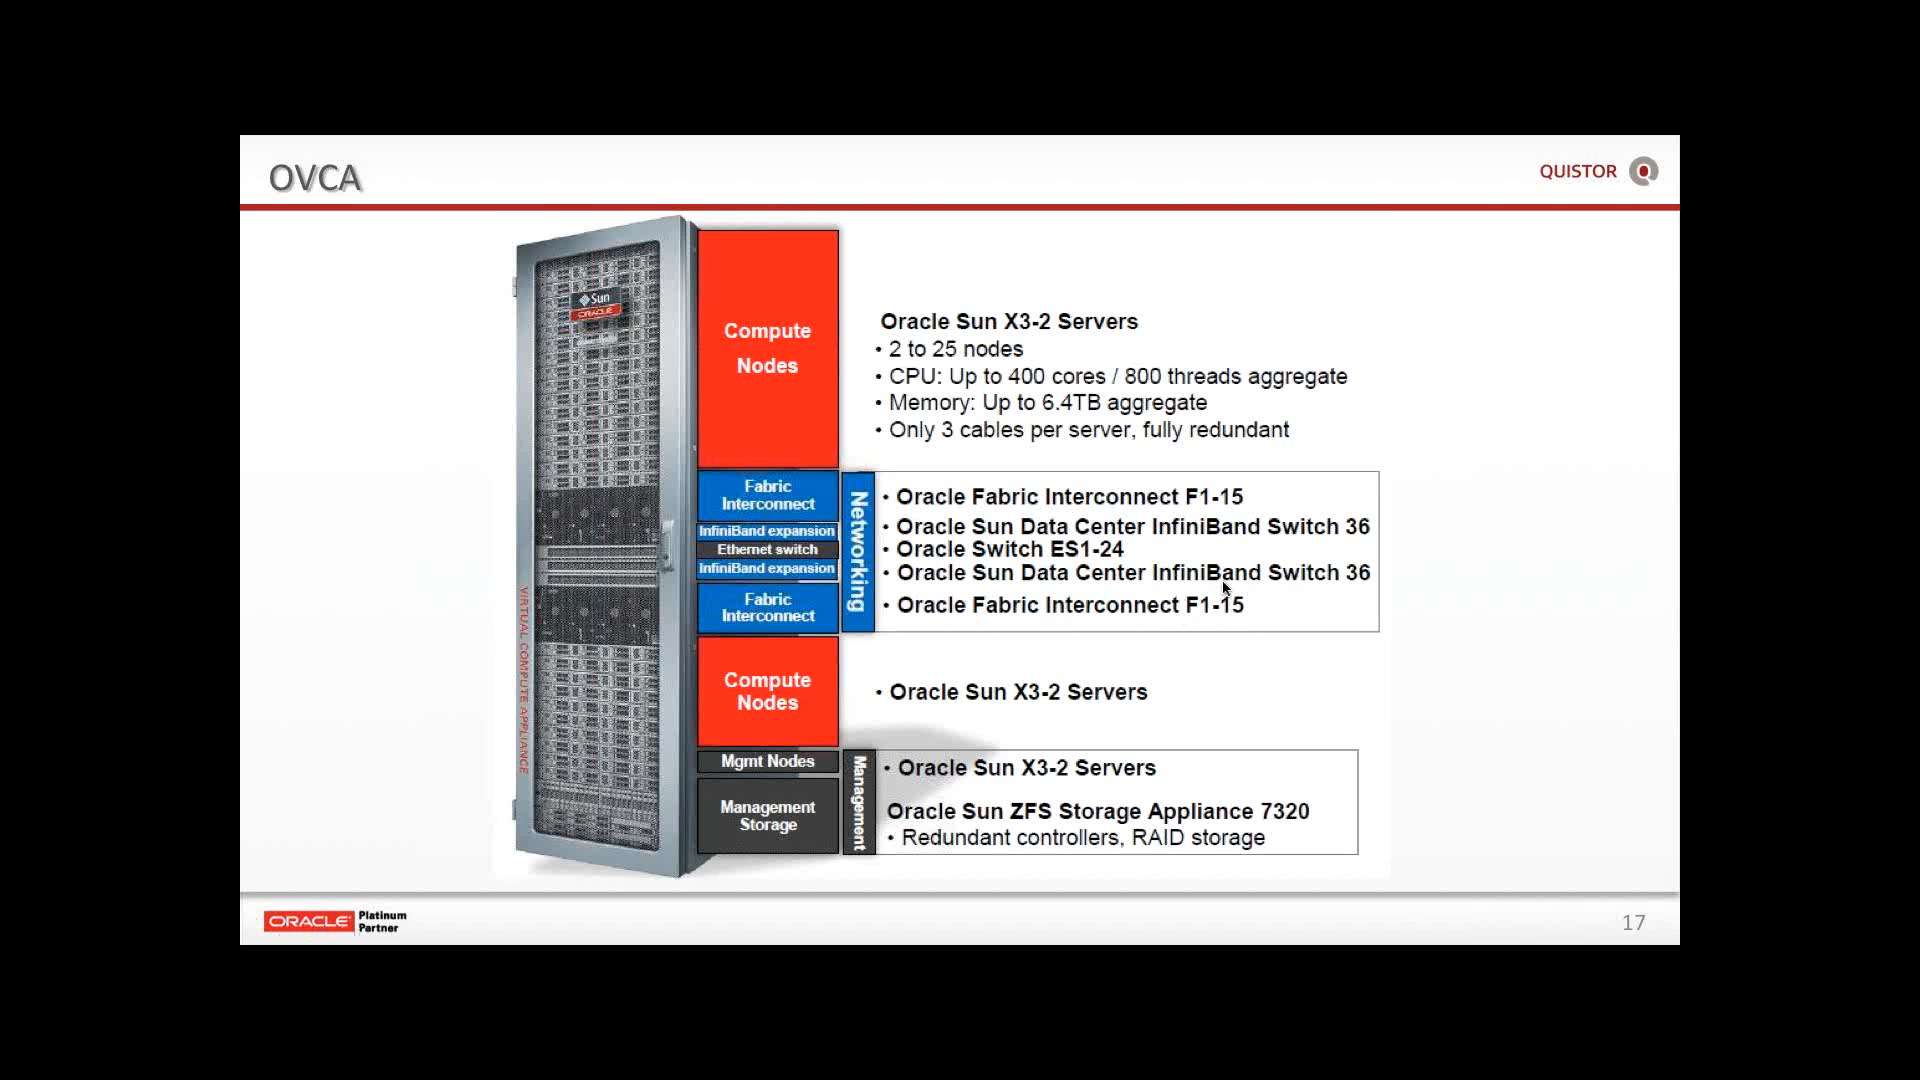 OVCA
QUISTOR
Sun
ORACLE
VIRTUAL COMPUTE APPLIANCE
Compute
Nodes
Oracle Sun X3-2 Servers
• 2 to 25 nodes
• CPU: Up to 400 cores / 800 threads aggregate
• Memory: Up to 6.4TB aggregate
• Only 3 cables per server, fully redundant
Fabric
Interconnect
InfiniBand expansion
Ethernet switch
InfiniBand expansion
Fabric
Interconnect
Networking
• Oracle Fabric Interconnect F1-15
• Oracle Sun Data Center InfiniBand Switch 36
• Oracle Switch ES1-24
• Oracle Sun Data Center InfiniBand Switch 36
• Oracle Fabric Interconnect F1-15
Compute
Nodes
• Oracle Sun X3-2 Servers
Mgmt Nodes
Management
Storage
Management
• Oracle Sun X3-2 Servers
Oracle Sun ZFS Storage Appliance 7320
• Redundant controllers, RAID storage
ORACLE Platinum
Partner
17